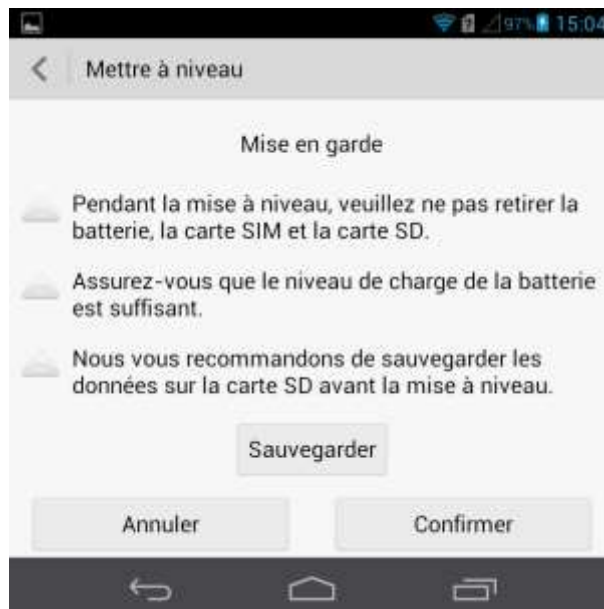 97% 15:04
Mettre à niveau
Mise en garde
Pendant la mise à niveau, veuillez ne pas retirer la
batterie, la carte SIM et la carte SD.
Assurez-vous que le niveau de charge de la batterie
est suffisant.
Nous vous recommandons de sauvegarder les
données sur la carte SD avant la mise à niveau.
Sauvegarder
Annuler Confirmer